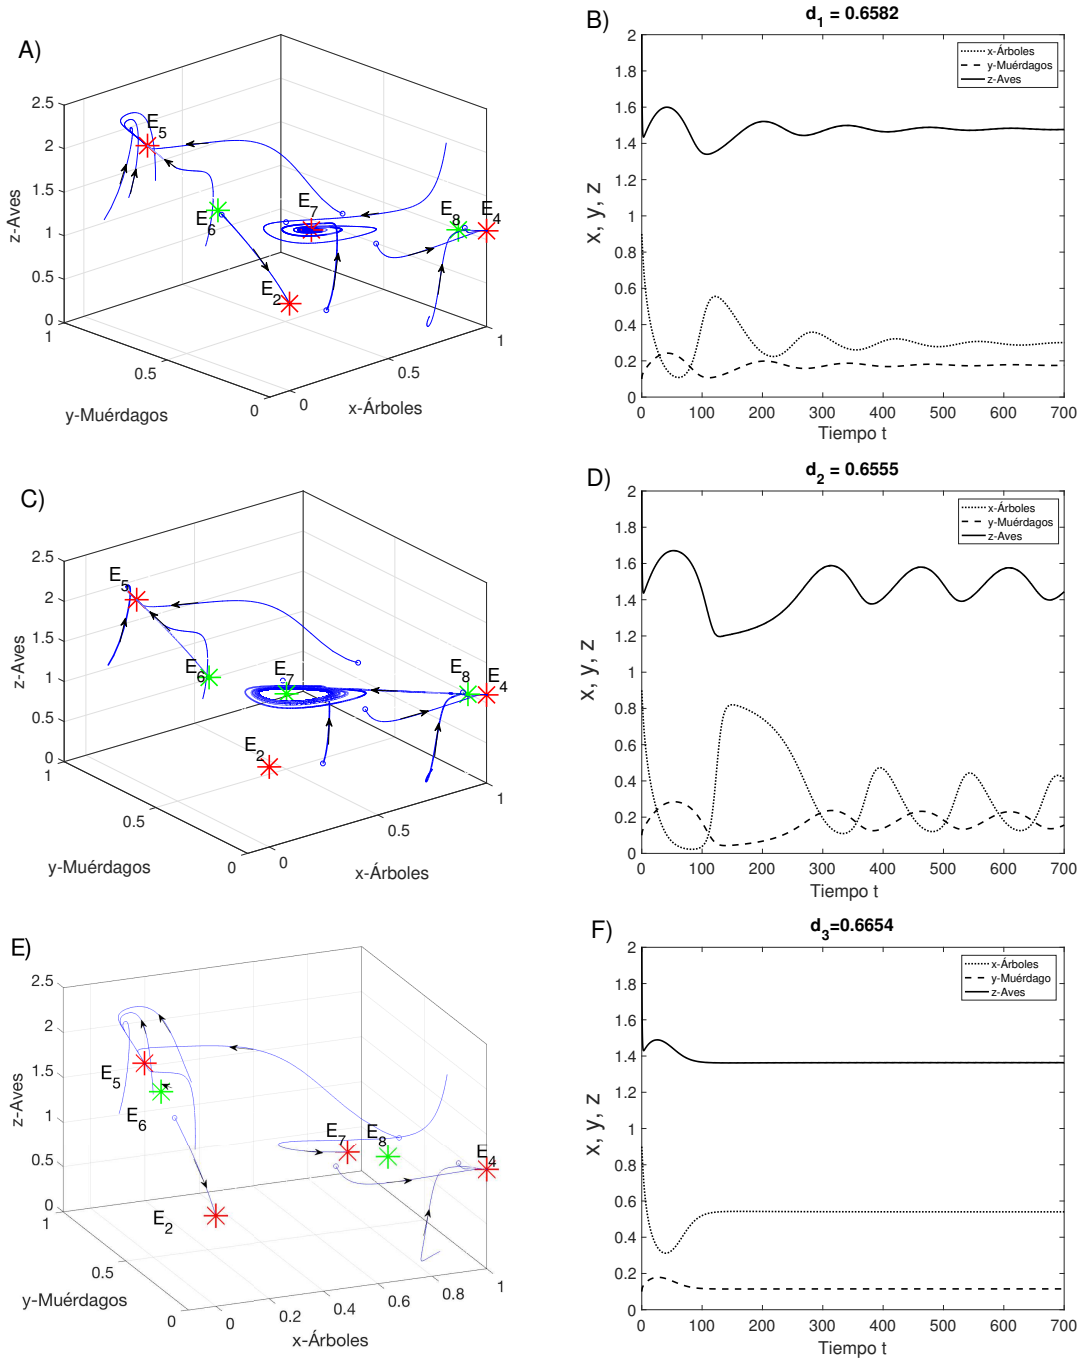 A)
2.5
2
1.5
1
0.5
0
z-Aves
1
0.5
0
y-Muérdagos
0
0.5
1
x-Árboles
E5
E6
E2
E7
E8
E4
B)
d1 = 0.6582
x-Árboles
y-Muérdagos
z-Aves
2
1.8
1.6
1.4
1.2
1
0.8
0.6
0.4
0.2
0
x, y, z
0 100 200 300 400 500 600 700
Tiempo t
C)
2.5
2
1.5
1
0.5
0
z-Aves
1
0.5
0
y-Muérdagos
0
0.5
1
x-Árboles
E5
E6
E7
E2
E8
E4
D)
d2 = 0.6555
x-Árboles
y-Muérdagos
z-Aves
2
1.8
1.6
1.4
1.2
1
0.8
0.6
0.4
0.2
0
x, y, z
0 100 200 300 400 500 600 700
Tiempo t
E)
2.5
2
1.5
1
0.5
0
z-Aves
1
0.5
0
y-Muérdagos
0 0.2 0.4 0.6 0.8 1
x-Árboles
E5
E6
E2
E7
E8
E4
F)
d3=0.6654
x-Árboles
y-Muérdago
z-Aves
2
1.8
1.6
1.4
1.2
1
0.8
0.6
0.4
0.2
0
x, y, z
0 100 200 300 400 500 600 700
Tiempo t